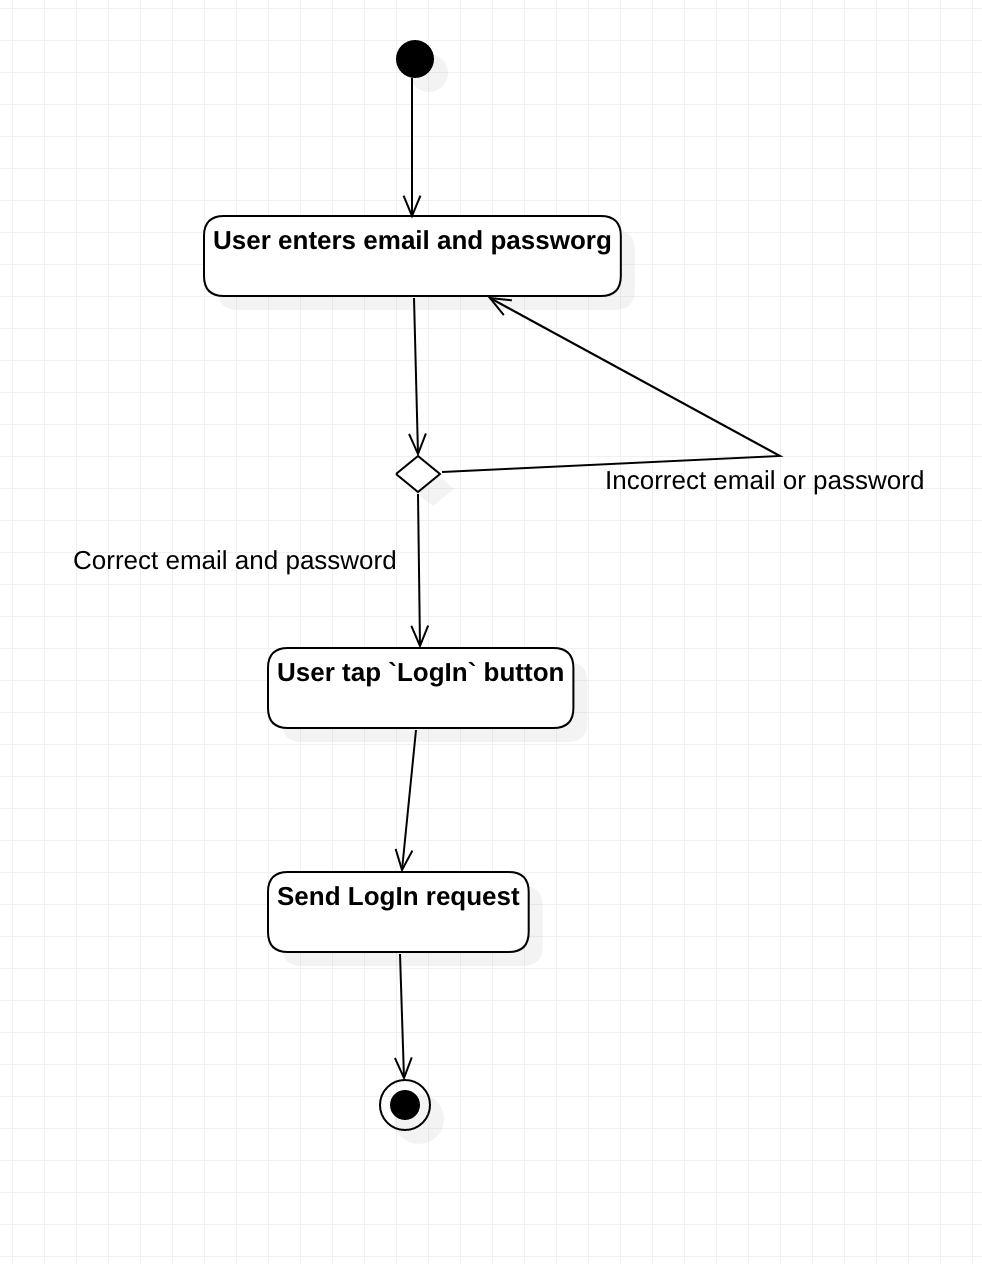 User enters email and passworg
Incorrect email or password
Correct email and password
User tap `LogIn` button
Send LogIn request